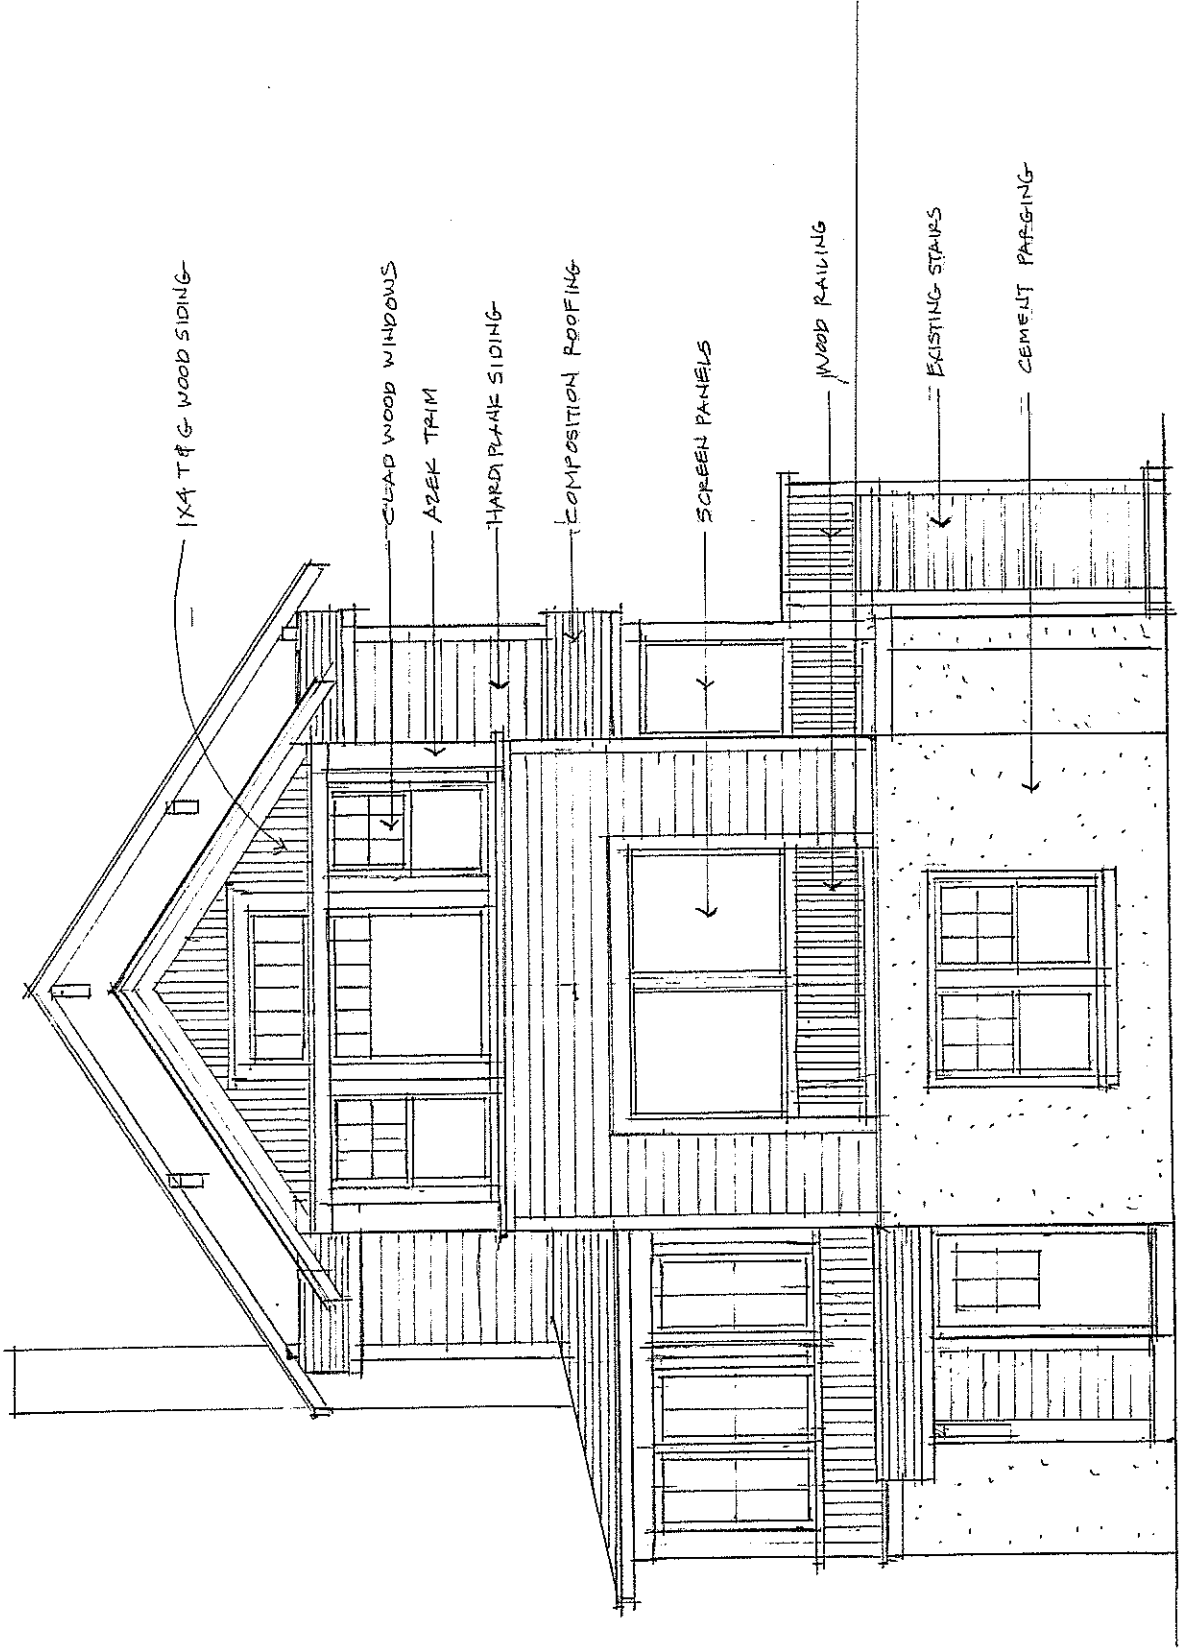 1X4 T & G WOOD SIDING
CLAD WOOD WINDOWS
AZEK TRIM
HARDIPLANK SIDING
COMPOSITION ROOFING
SCREEN PANELS
WOOD RAILING
EXISTING STAIRS
CEMENT PARGING